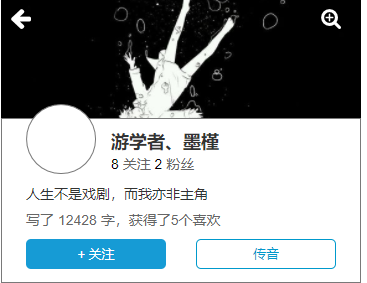 游学者、墨槿
8 关注 2 粉丝
人生不是戏剧，而我亦非主角
写了 12428 字，获得了5个喜欢
+ 关注
传音